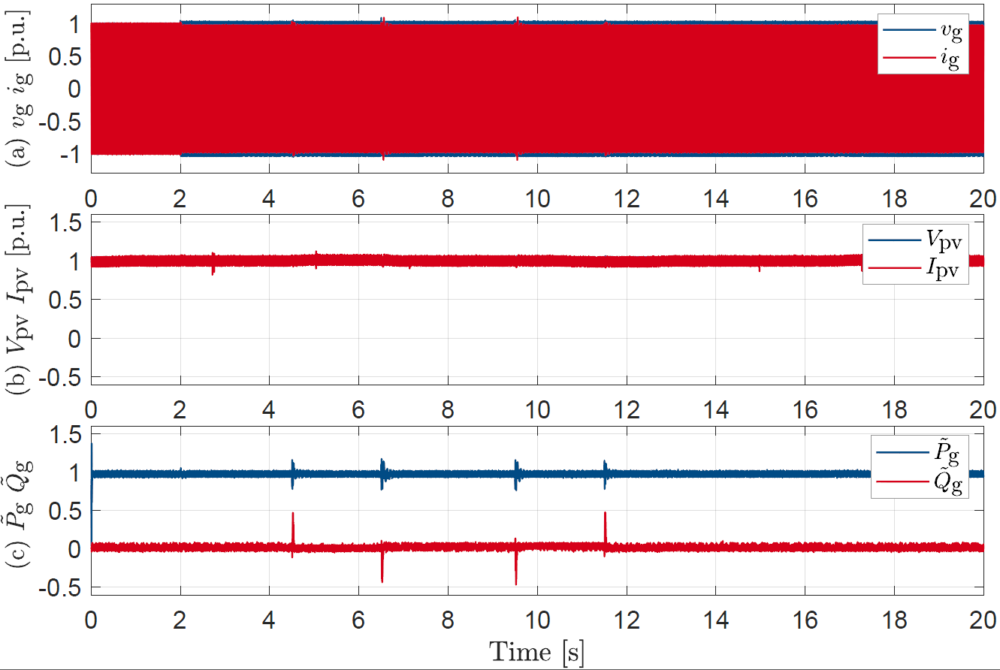 (a) vg ig [p.u.]
1
0.5
0
-0.5
-1
vg
ig
0 2 4 6 8 10 12 14 16 18 20
(b) Vpv Ipv [p.u.]
1.5
1
0.5
0
-0.5
Vpv
Ipv
0 2 4 6 8 10 12 14 16 18 20
(c) P̃g Q̃g
1.5
1
0.5
0
-0.5
P̃g
Q̃g
0 2 4 6 8 10 12 14 16 18 20
Time [s]